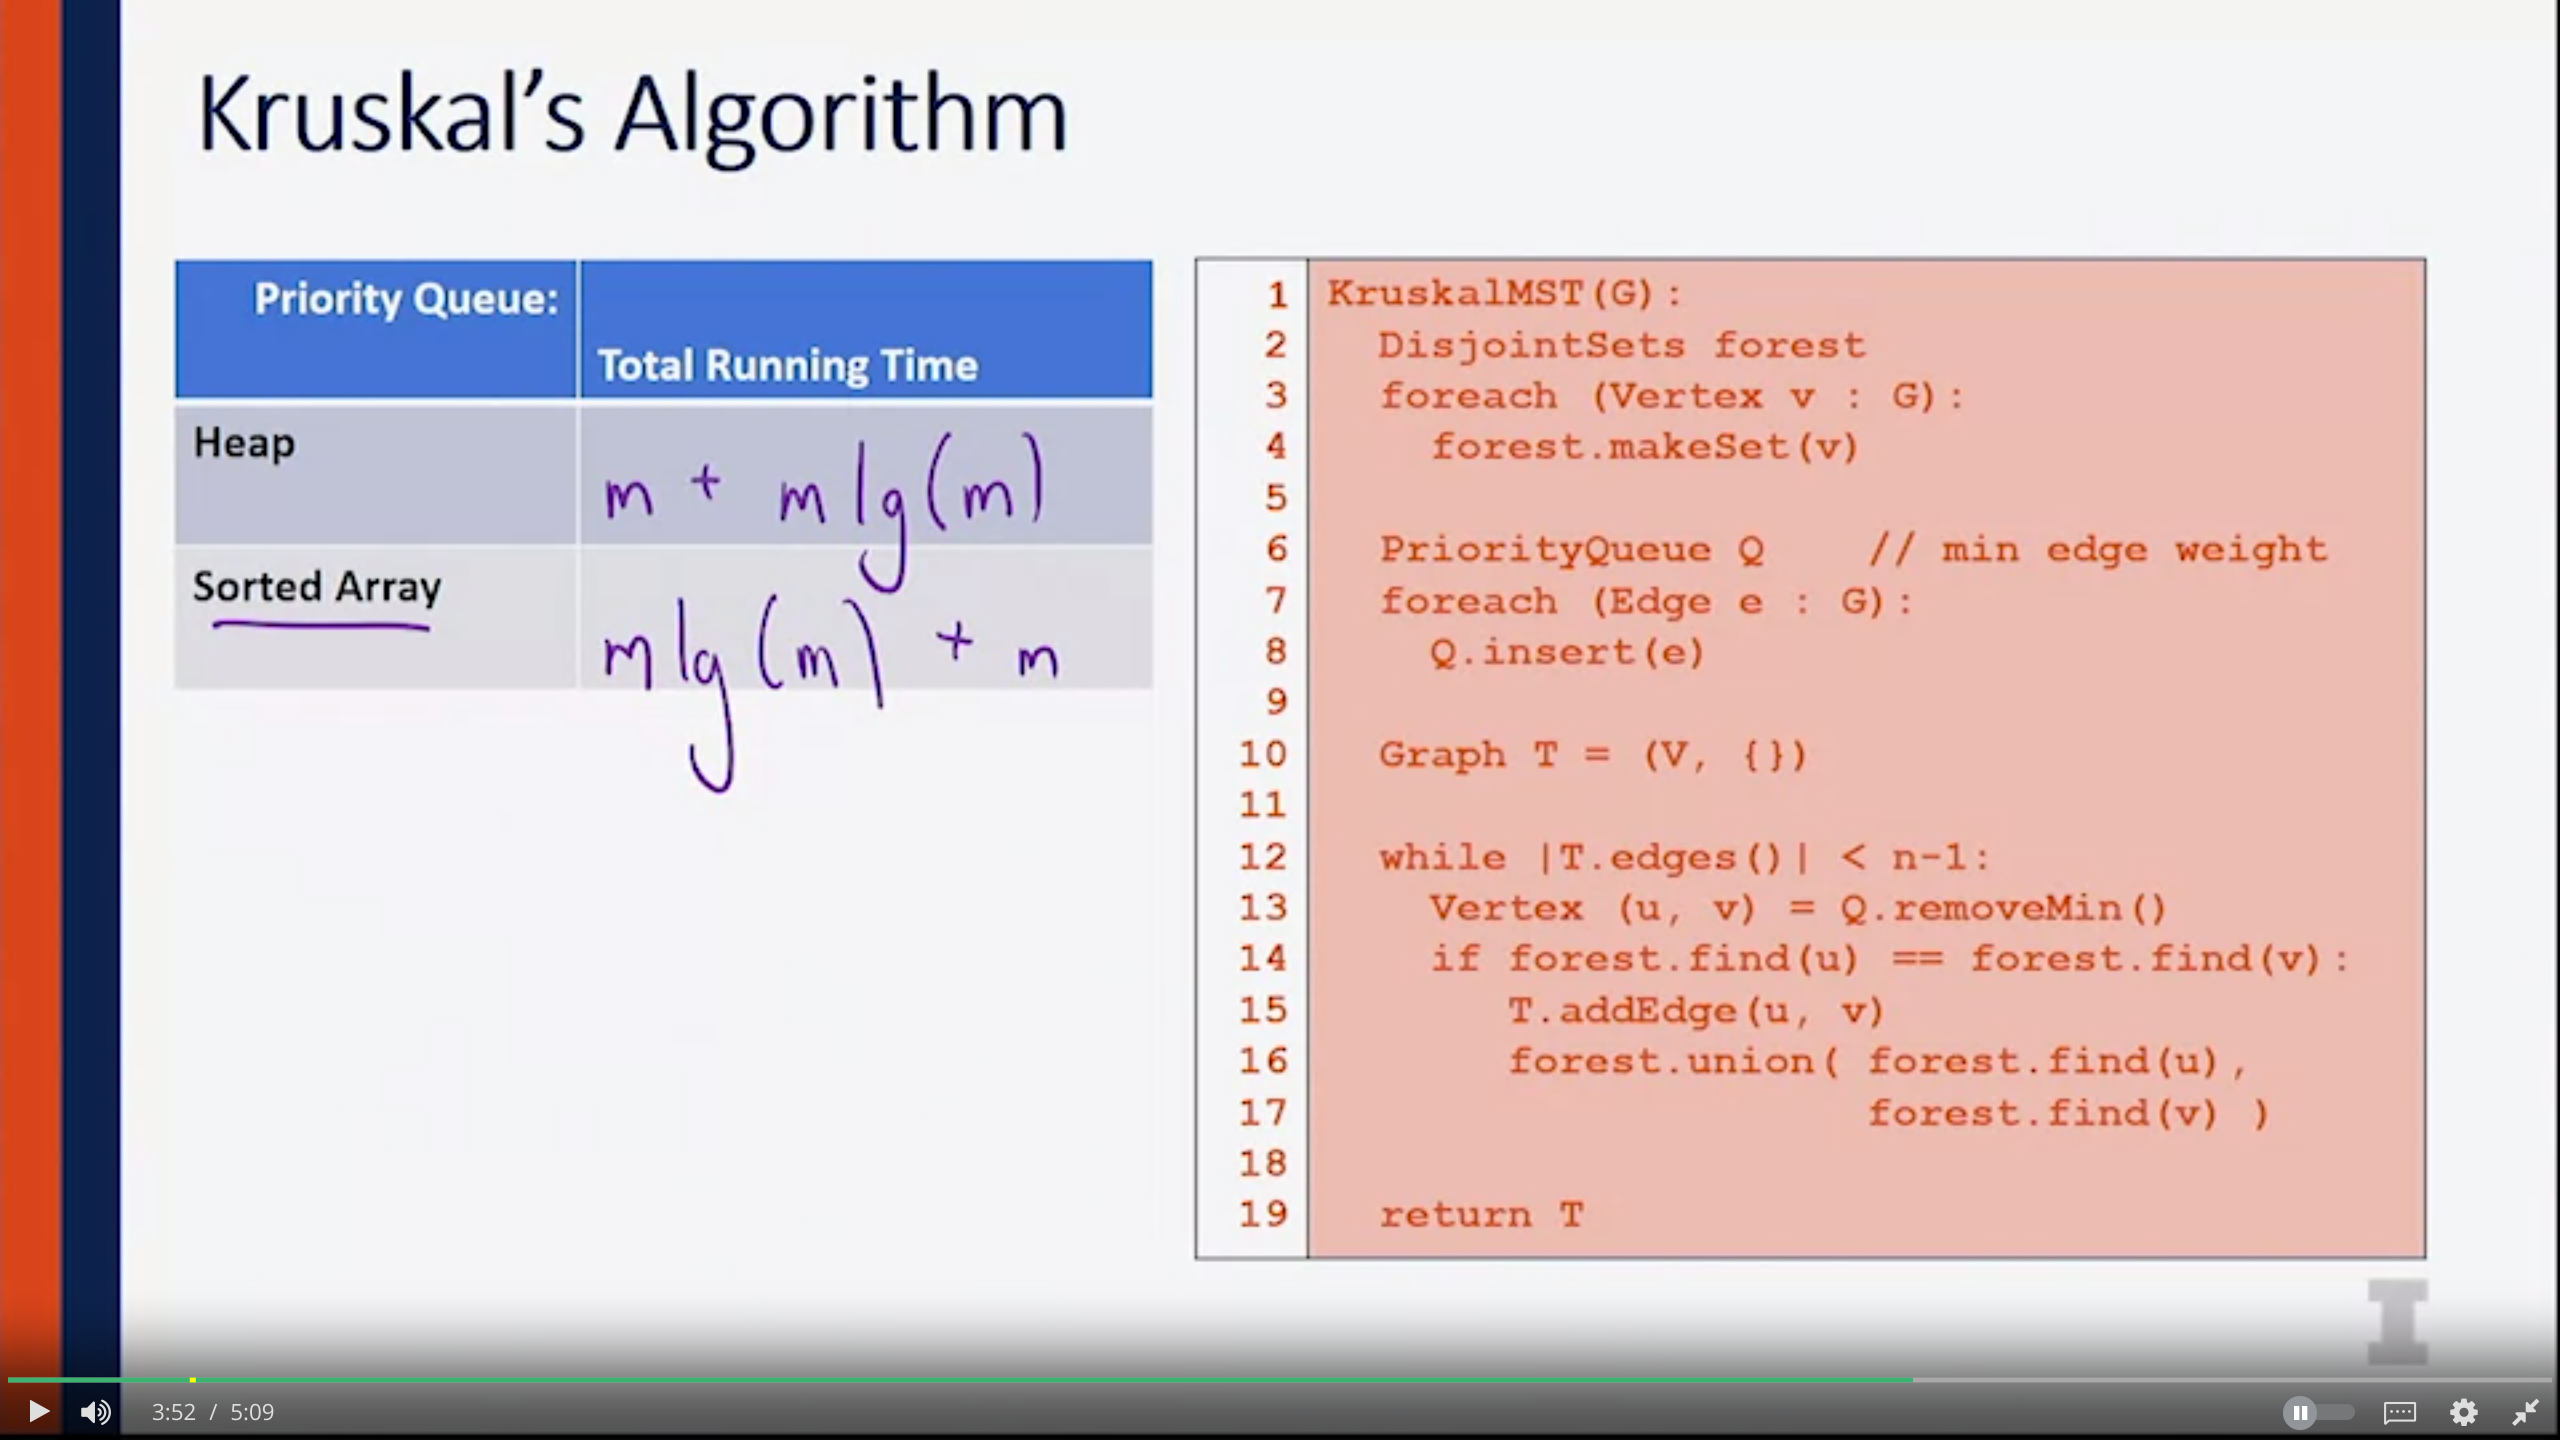 Kruskal's Algorithm
Priority Queue:
Total Running Time
Heap
m + m lg(m)
Sorted Array
m lg(m) + m
1 KruskalMST(G):
2 DisjointSets forest
3 foreach (Vertex v : G):
4 forest.makeSet(v)
5
6 PriorityQueue Q // min edge weight
7 foreach (Edge e : G):
8 Q.insert(e)
9
10 Graph T = (V, {})
11
12 while |T.edges()| < n-1:
13 Vertex (u, v) = Q.removeMin()
14 if forest.find(u) == forest.find(v):
15 T.addEdge(u, v)
16 forest.union( forest.find(u),
17 forest.find(v) )
18
19 return T
I
3:52 / 5:09